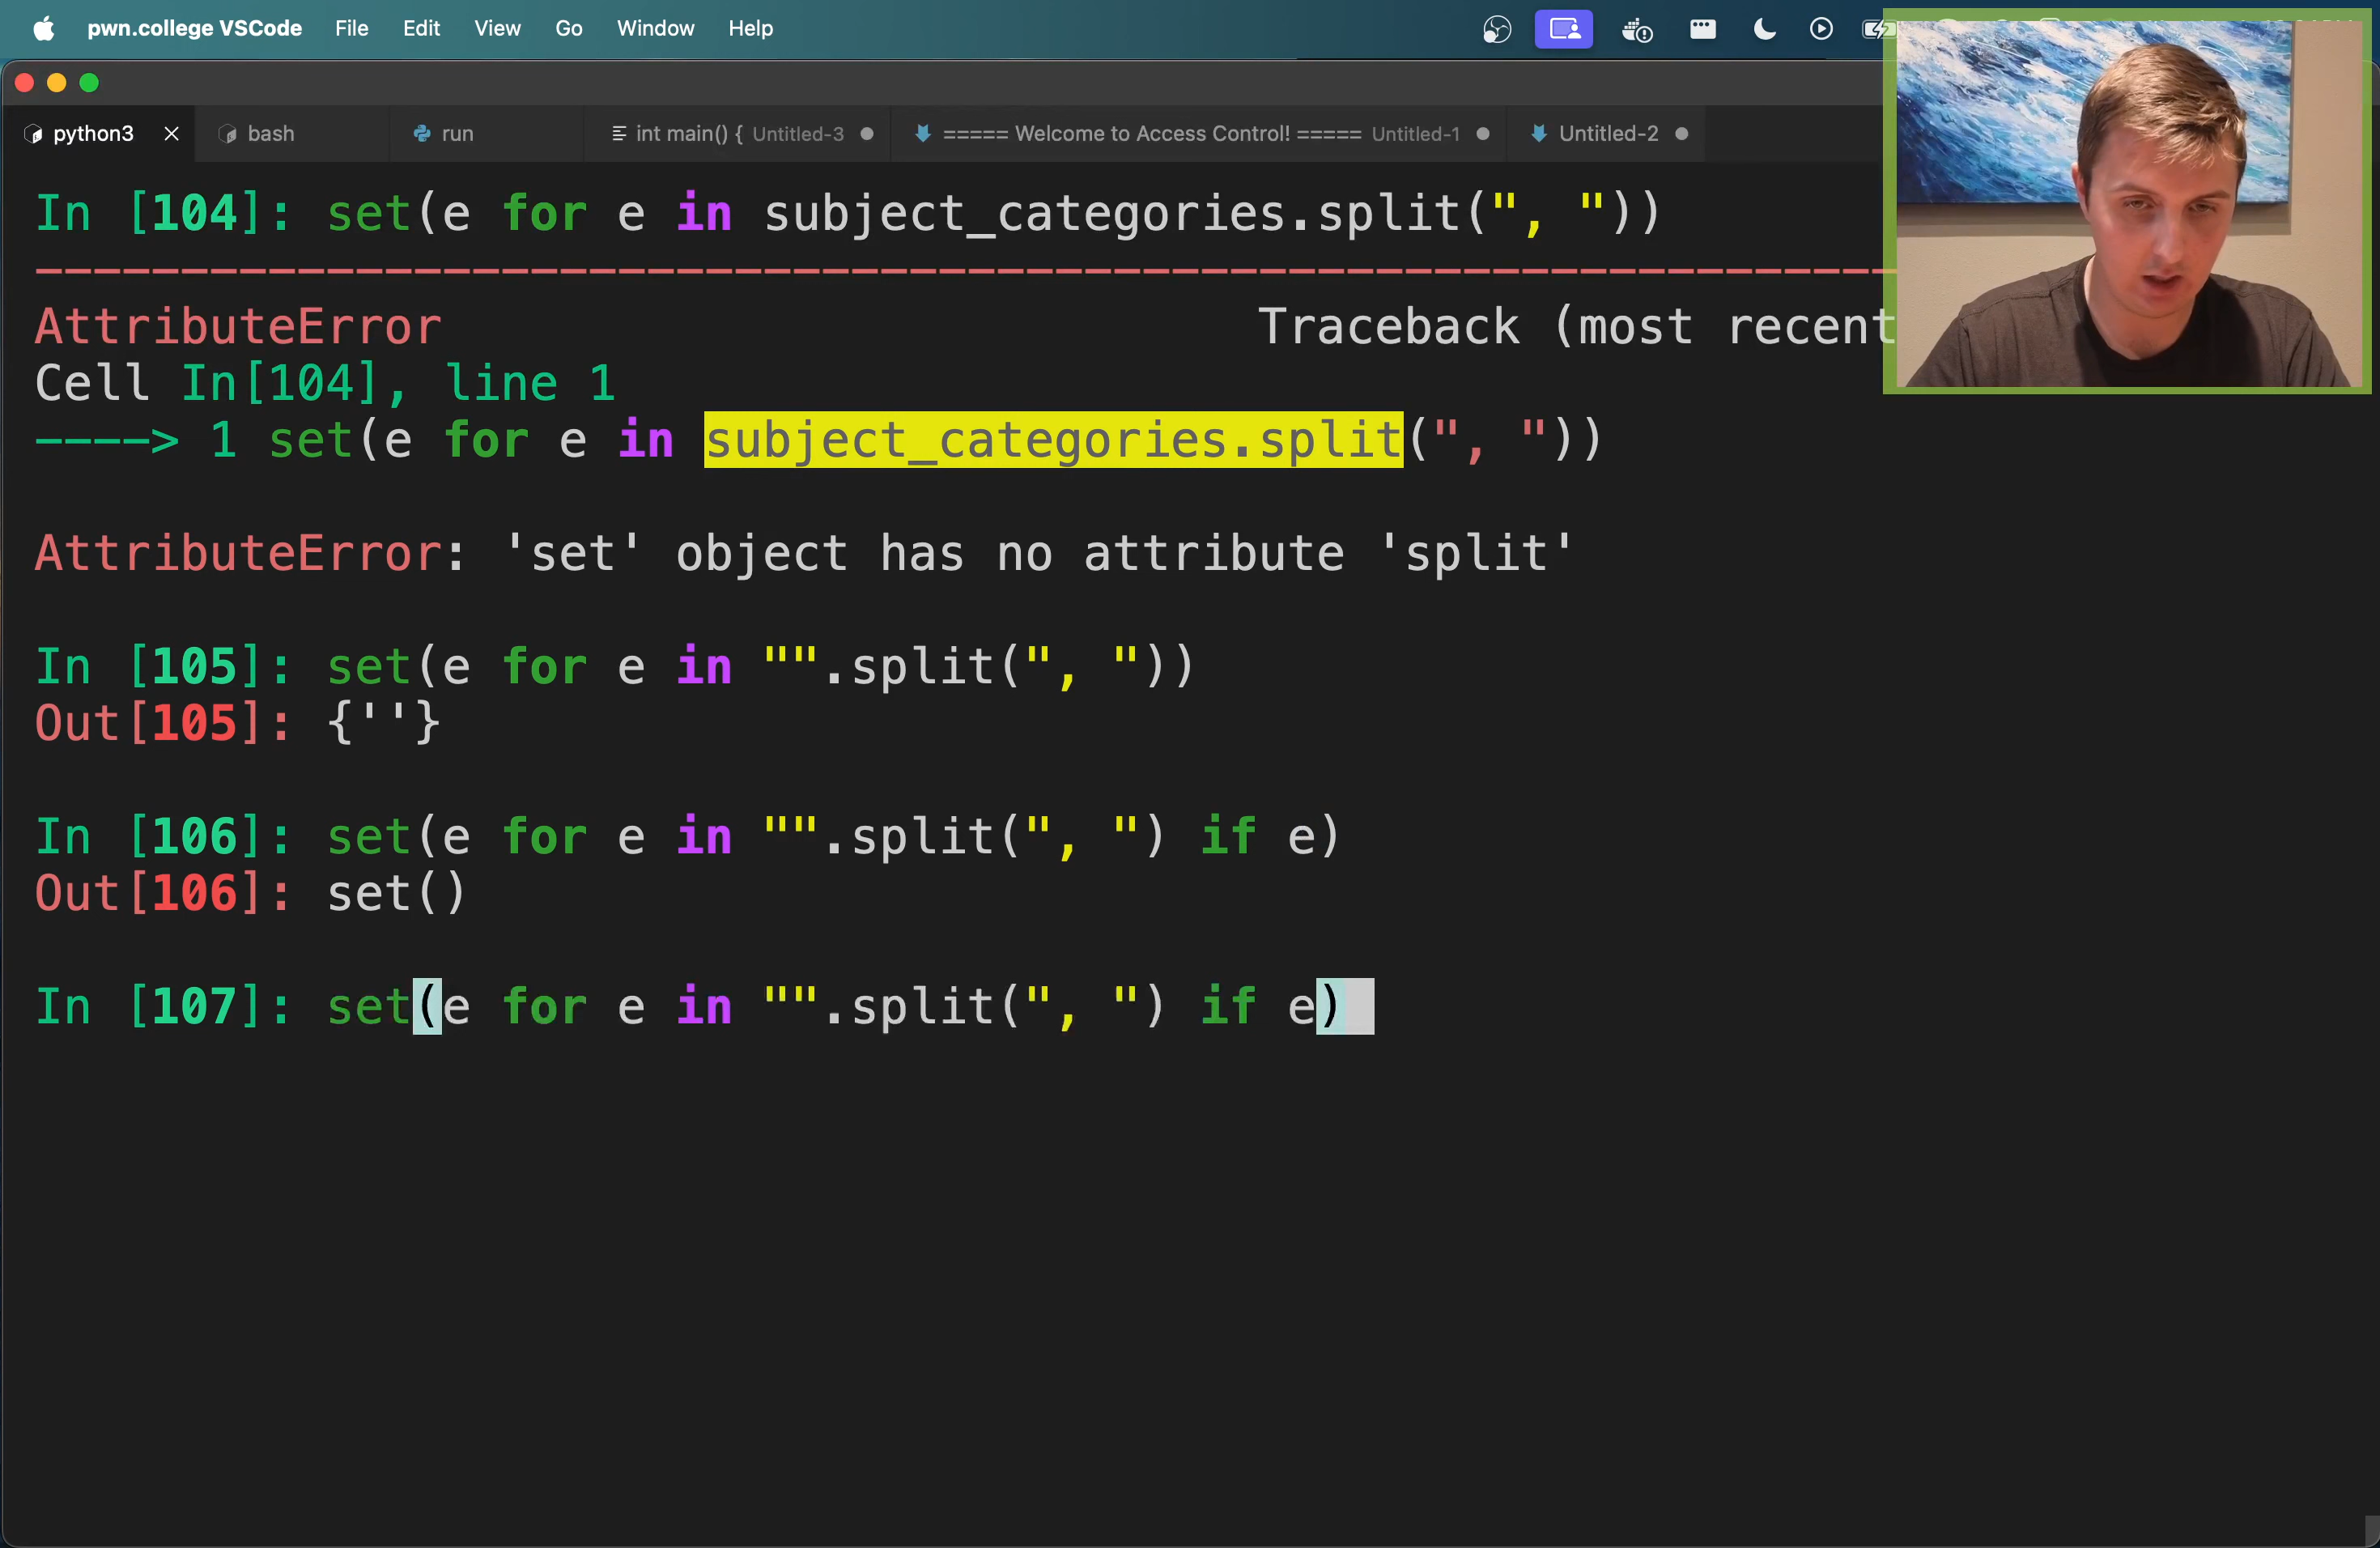 pwn.college VSCode File Edit View Go Window Help
python3 bash run int main() { Untitled-3 ===== Welcome to Access Control! ===== Untitled-1 Untitled-2
In [104]: set(e for e in subject_categories.split(", "))
AttributeError Traceback (most recent
Cell In[104], line 1
----> 1 set(e for e in subject_categories.split(", "))
AttributeError: 'set' object has no attribute 'split'
In [105]: set(e for e in "".split(", "))
Out[105]: {''}
In [106]: set(e for e in "".split(", ") if e)
Out[106]: set()
In [107]: set(e for e in "".split(", ") if e)